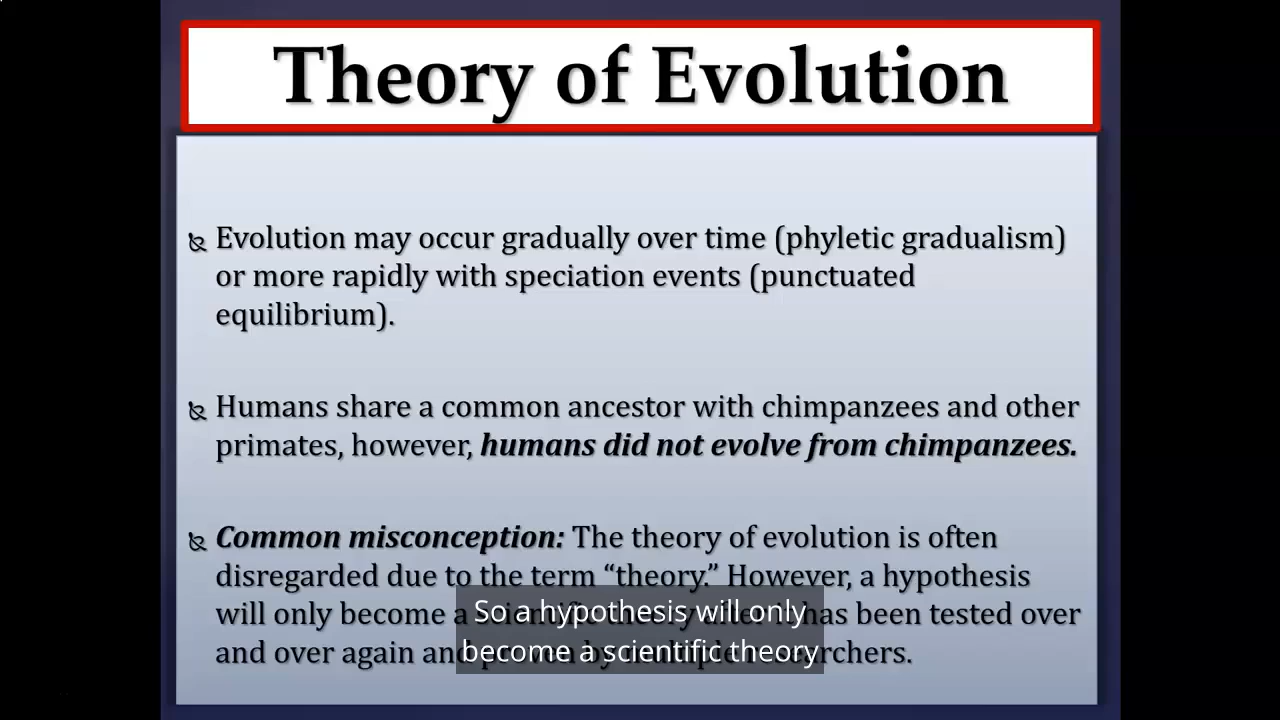 Theory of Evolution
Evolution may occur gradually over time (phyletic gradualism)
or more rapidly with speciation events (punctuated
equilibrium).
Humans share a common ancestor with chimpanzees and other
primates, however, humans did not evolve from chimpanzees.
Common misconception: The theory of evolution is often
disregarded due to the term “theory.” However, a hypothesis
will only become a has been tested over
and over again
So a hypothesis will only
become a scientific theory